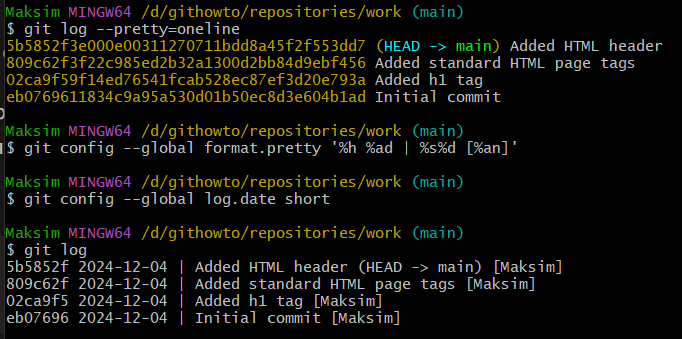 Maksim MINGW64 /d/githowto/repositories/work (main)
$ git log --pretty=oneline
5b5852f3e000e00311270711bdd8a45f2f553dd7 (HEAD -> main) Added HTML header
809c62f3f22c985ed2b32a1300d2bb84d9ebf456 Added standard HTML page tags
02ca9f59f14ed76541fcab528ec87ef3d20e793a Added h1 tag
eb0769611834c9a95a530d01b50ec8d3e604b1ad Initial commit
Maksim MINGW64 /d/githowto/repositories/work (main)
$ git config --global format.pretty '%h %ad | %s%d [%an]'
Maksim MINGW64 /d/githowto/repositories/work (main)
$ git config --global log.date short
Maksim MINGW64 /d/githowto/repositories/work (main)
$ git log
5b5852f 2024-12-04 | Added HTML header (HEAD -> main) [Maksim]
809c62f 2024-12-04 | Added standard HTML page tags [Maksim]
02ca9f5 2024-12-04 | Added h1 tag [Maksim]
eb07696 2024-12-04 | Initial commit [Maksim]